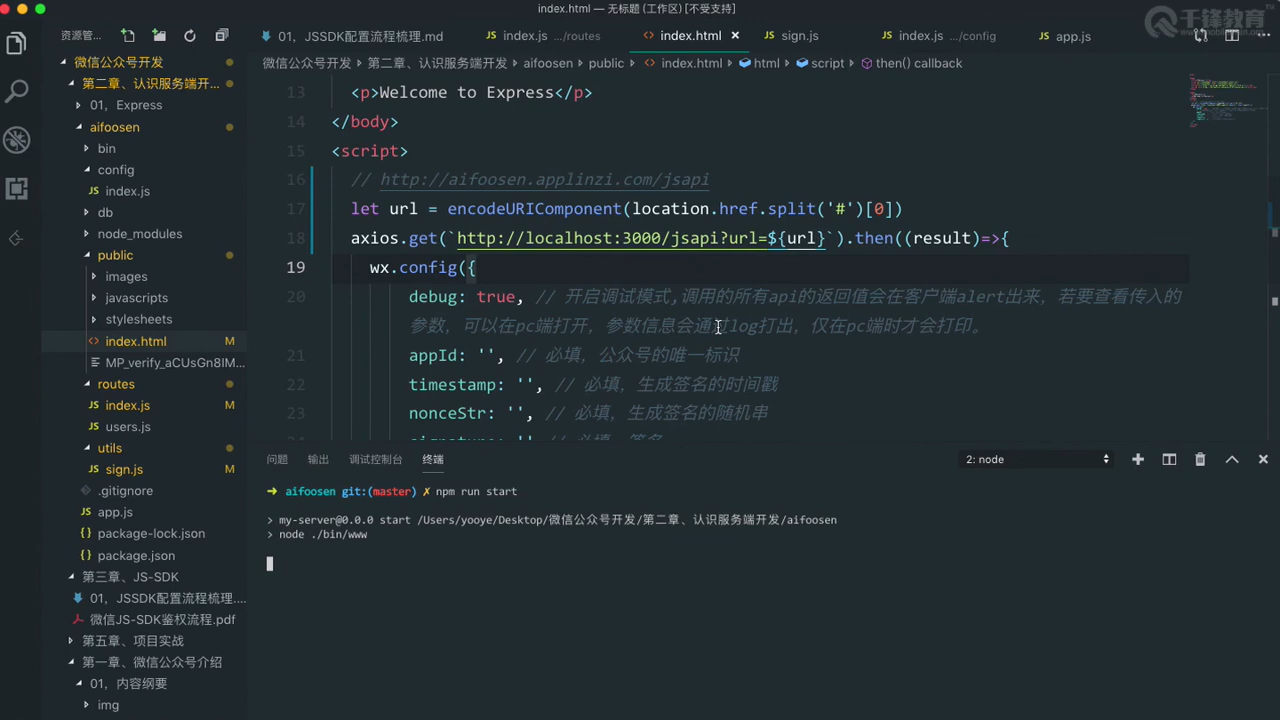 index.html — 无标题 (工作区) [不受支持]
千锋教育
资源管...
01，JSSDK配置流程梳理.md
index.js .../routes
index.html
sign.js
index.js .../config
app.js
微信公众号开发
第二章、认识服务端开发
aifoosen
public
index.html
html
script
then() callback
微信公众号开发
第二章、认识服务端开...
01，Express
aifoosen
bin
config
index.js
db
node_modules
public
images
javascripts
stylesheets
index.html M
MP_verify_aCUsGn8lM...
routes
index.js M
users.js
utils
sign.js M
.gitignore
app.js
package-lock.json
package.json
第三章、JS-SDK
01，JSSDK配置流程梳理....
微信JS-SDK鉴权流程.pdf
第五章、项目实战
第一章、微信公众号介绍
01，内容纲要
img
13 <p>Welcome to Express</p>
14 </body>
15 <script>
16 // http://aifoosen.applinzi.com/jsapi
17 let url = encodeURIComponent(location.href.split('#')[0])
18 axios.get(`http://localhost:3000/jsapi?url=${url}`).then((result)=>{
19 wx.config({
20 debug: true, // 开启调试模式,调用的所有api的返回值会在客户端alert出来，若要查看传入的
参数，可以在pc端打开，参数信息会通过log打出，仅在pc端时才会打印。
21 appId: '', // 必填，公众号的唯一标识
22 timestamp: '', // 必填，生成签名的时间戳
23 nonceStr: '', // 必填，生成签名的随机串
问题
输出
调试控制台
终端
2: node
➜ aifoosen git:(master) ✗ npm run start
> my-server@0.0.0 start /Users/yooye/Desktop/微信公众号开发/第二章、认识服务端开发/aifoosen
> node ./bin/www